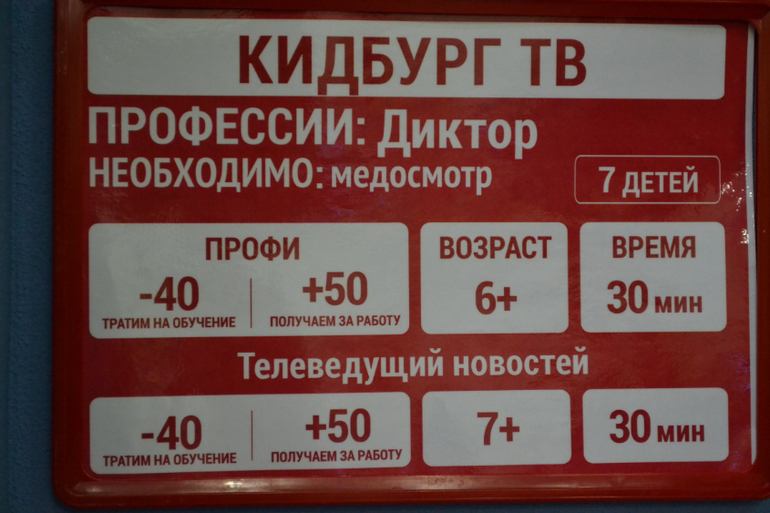 КИДБУРГ ТВ
ПРОФЕССИИ: Диктор
НЕОБХОДИМО: медосмотр
7 ДЕТЕЙ
ПРОФИ
-40
ТРАТИМ НА ОБУЧЕНИЕ
+50
ПОЛУЧАЕМ ЗА РАБОТУ
ВОЗРАСТ
6+
ВРЕМЯ
30 мин
Телеведущий новостей
-40
ТРАТИМ НА ОБУЧЕНИЕ
+50
ПОЛУЧАЕМ ЗА РАБОТУ
7+
30 мин